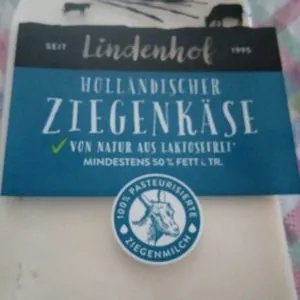 SEIT Lindenhof 1995
HOLLÄNDISCHER
ZIEGENKÄSE
✓ VON NATUR AUS LAKTOSEFREI*
MINDESTENS 50% FETT i. TR.
100% PASTEURISIERTE
ZIEGENMILCH